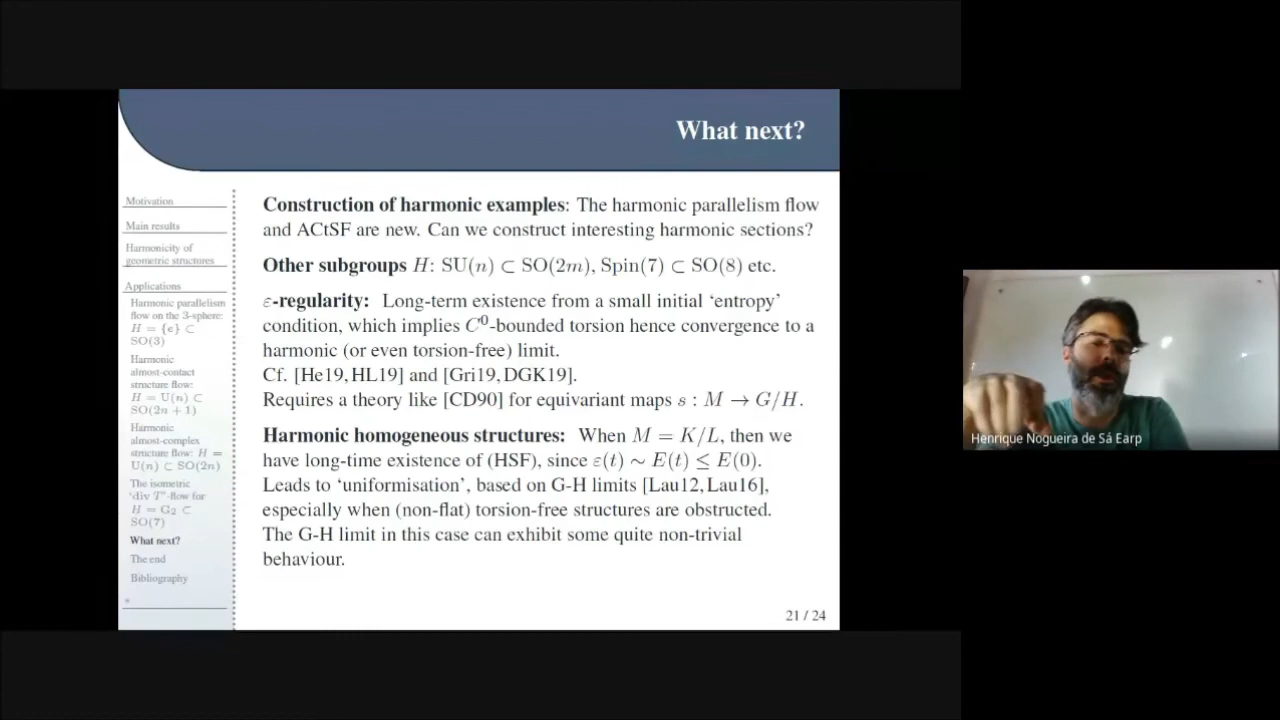 What next?
Motivation
Main results
Harmonicity of
geometric structures
Applications
Harmonic parallelism
flow on the 3-sphere:
H = {e} ⊂
SO(3)
Harmonic
almost-contact
structure flow:
H = U(n) ⊂
SO(2n + 1)
Harmonic
almost-complex
structure flow: H =
U(n) ⊂ SO(2n)
The isometric
'div T'-flow for
H = G₂ ⊂
SO(7)
What next?
The end
Bibliography
Construction of harmonic examples: The harmonic parallelism flow
and ACtSF are new. Can we construct interesting harmonic sections?
Other subgroups H: SU(n) ⊂ SO(2m), Spin(7) ⊂ SO(8) etc.
ε-regularity: Long-term existence from a small initial 'entropy'
condition, which implies C⁰-bounded torsion hence convergence to a
harmonic (or even torsion-free) limit.
Cf. [He19, HL19] and [Gri19, DGK19].
Requires a theory like [CD90] for equivariant maps s : M → G/H.
Harmonic homogeneous structures: When M = K/L, then we
have long-time existence of (HSF), since ε(t) ∼ E(t) ≤ E(0).
Leads to 'uniformisation', based on G-H limits [Lau12, Lau16],
especially when (non-flat) torsion-free structures are obstructed.
The G-H limit in this case can exhibit some quite non-trivial
behaviour.
21 / 24
Henrique Nogueira de Sá Earp